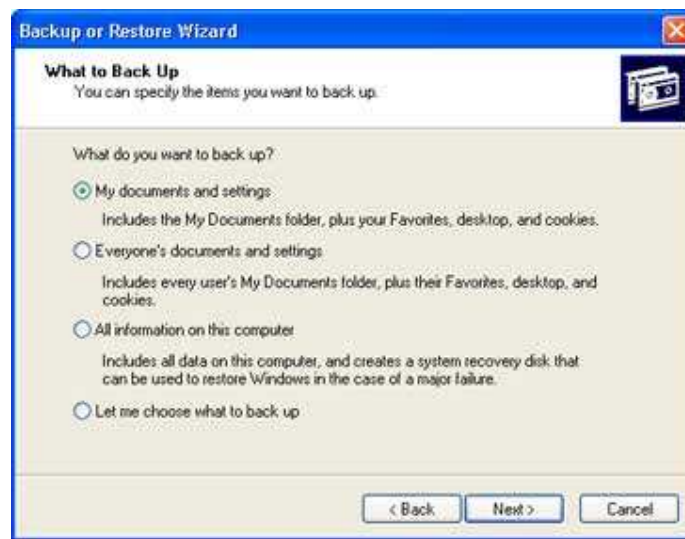 Backup or Restore Wizard
What to Back Up
You can specify the items you want to back up.
What do you want to back up?
My documents and settings
Includes the My Documents folder, plus your Favorites, desktop, and cookies.
Everyone's documents and settings
Includes every user's My Documents folder, plus their Favorites, desktop, and
cookies.
All information on this computer
Includes all data on this computer, and creates a system recovery disk that
can be used to restore Windows in the case of a major failure.
Let me choose what to back up
< Back Next > Cancel